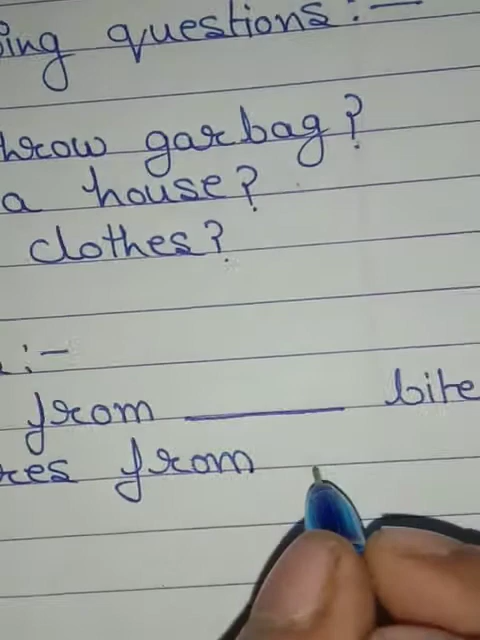 ing questions :-
hrow garbag?
a house?
clothes?
:-
from ______ bite
es from